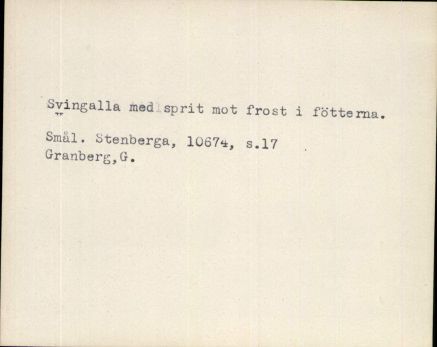 Svingalla med sprit mot frost i fötterna.
Smål. Stenberga, 10674, s.17
Granberg,G.